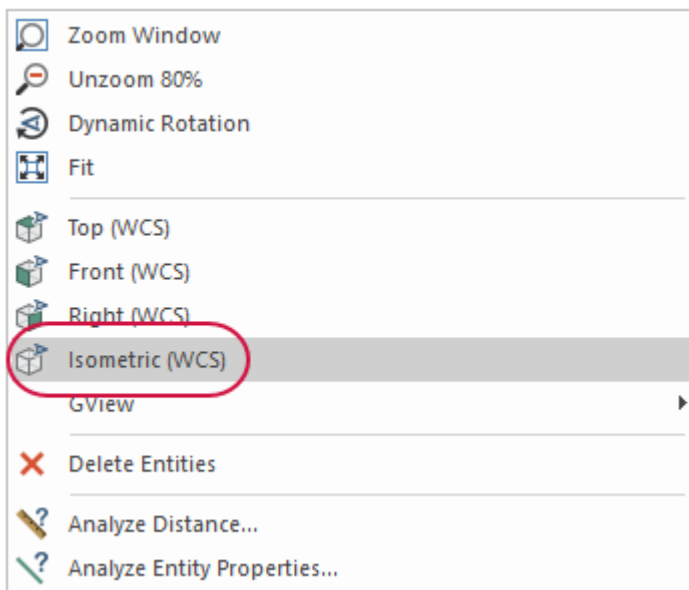 Zoom Window
Unzoom 80%
Dynamic Rotation
Fit
Top (WCS)
Front (WCS)
Right (WCS)
Isometric (WCS)
GView
Delete Entities
Analyze Distance...
Analyze Entity Properties...